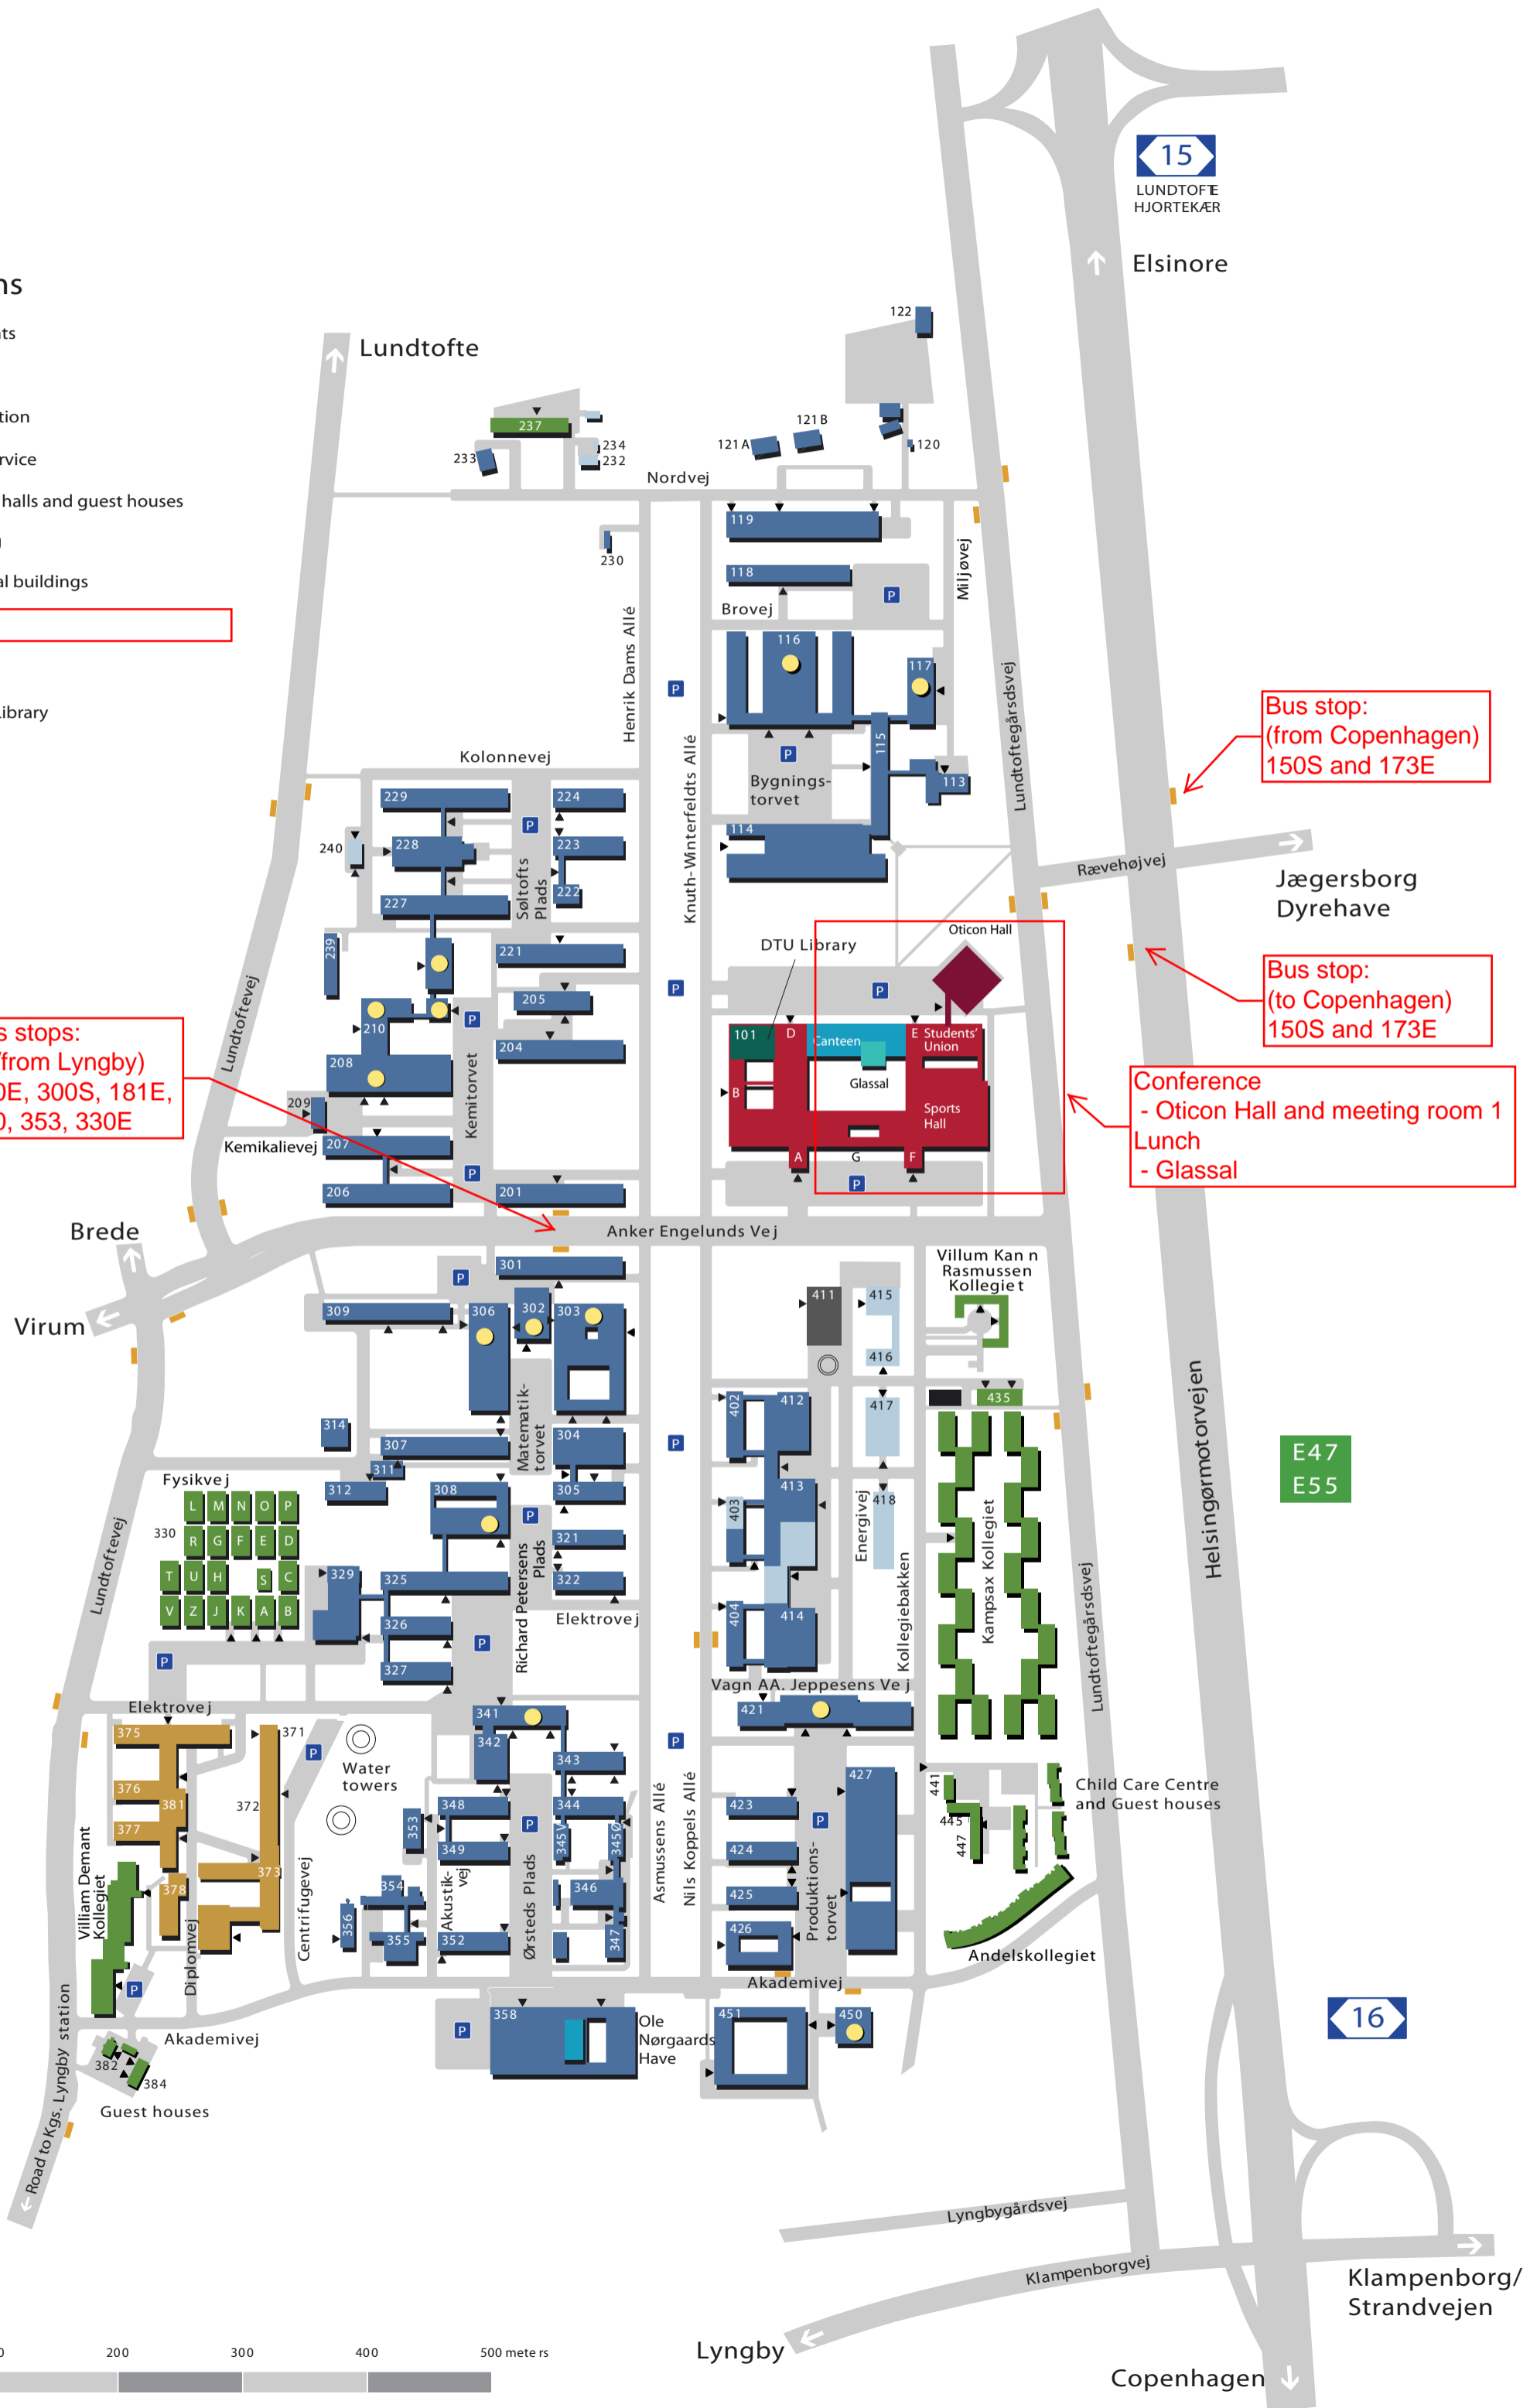 15
LUNDTOFTE
HJORTEKÆR
Elsinore
ns
ts
tion
rvice
halls and guest houses
al buildings
Library
Lundtofte
122
237
234
232
233
121 A
121 B
120
Nordvej
230
119
118
Brovej
Miljøvej
Henrik Dams Allé
116
117
P
115
P
113
Bygnings-
torvet
Knuth-Winterfeldts Allé
Lundtoftegårdsvej
114
Kolonnevej
229
224
P
240
228
223
222
227
Søltofts
Plads
239
221
205
P
210
204
208
209
Kemitorvet
Kemikalievej
207
206
P
201
Lundtoftevej
P
P
Bus stop:
(from Copenhagen)
150S and 173E
Rævehøjvej
Jægersborg
Dyrehave
Bus stop:
(to Copenhagen)
150S and 173E
Oticon Hall
DTU Library
P
101
D
Canteen
E
Students'
Union
Glassal
B
Sports
Hall
A
G
F
P
Conference
- Oticon Hall and meeting room 1
Lunch
- Glassal
s stops:
/from Lyngby)
0E, 300S, 181E,
0, 353, 330E
Anker Engelunds Vej
Brede
Virum
301
P
309
306
302
303
Matematik-
torvet
314
307
304
311
312
308
305
P
321
322
Fysikvej
330
L M N O P
R G F E D
T U H S C
V Z J K A B
329
325
326
327
P
Richard Petersens
Plads
Elektrovej
Lundtoftevej
P
Villum Kann
Rasmussen
Kollegiet
411
415
416
435
402
412
417
P
413
403
418
Energivej
404
414
Kollegiebakken
Kampsax Kollegiet
Lundtoftegårdsvej
Helsingørmotorvejen
E47
E55
Vagn AA. Jeppesens Vej
421
P
Elektrovej
375
371
376
381
372
377
373
378
P
Water
towers
341
342
343
348
344
353
349
P
345V
345Ø
354
346
356
355
352
347
Akustik-
vej
Ørsteds Plads
Asmussens Allé
Nils Koppels Allé
423
427
P
424
425
426
Produktions-
torvet
441
445
447
Child Care Centre
and Guest houses
Andelskollegiet
Villiam Demant
Kollegiet
Diplomvej
Centrifugevej
P
Akademivej
358
P
Ole
Nørgaards
Have
451
450
Akademivej
382
384
Guest houses
Road to Kgs. Lyngby station
16
Lyngbygårdsvej
Klampenborgvej
Klampenborg/
Strandvejen
Lyngby
Copenhagen
0 200 300 400 500 meters